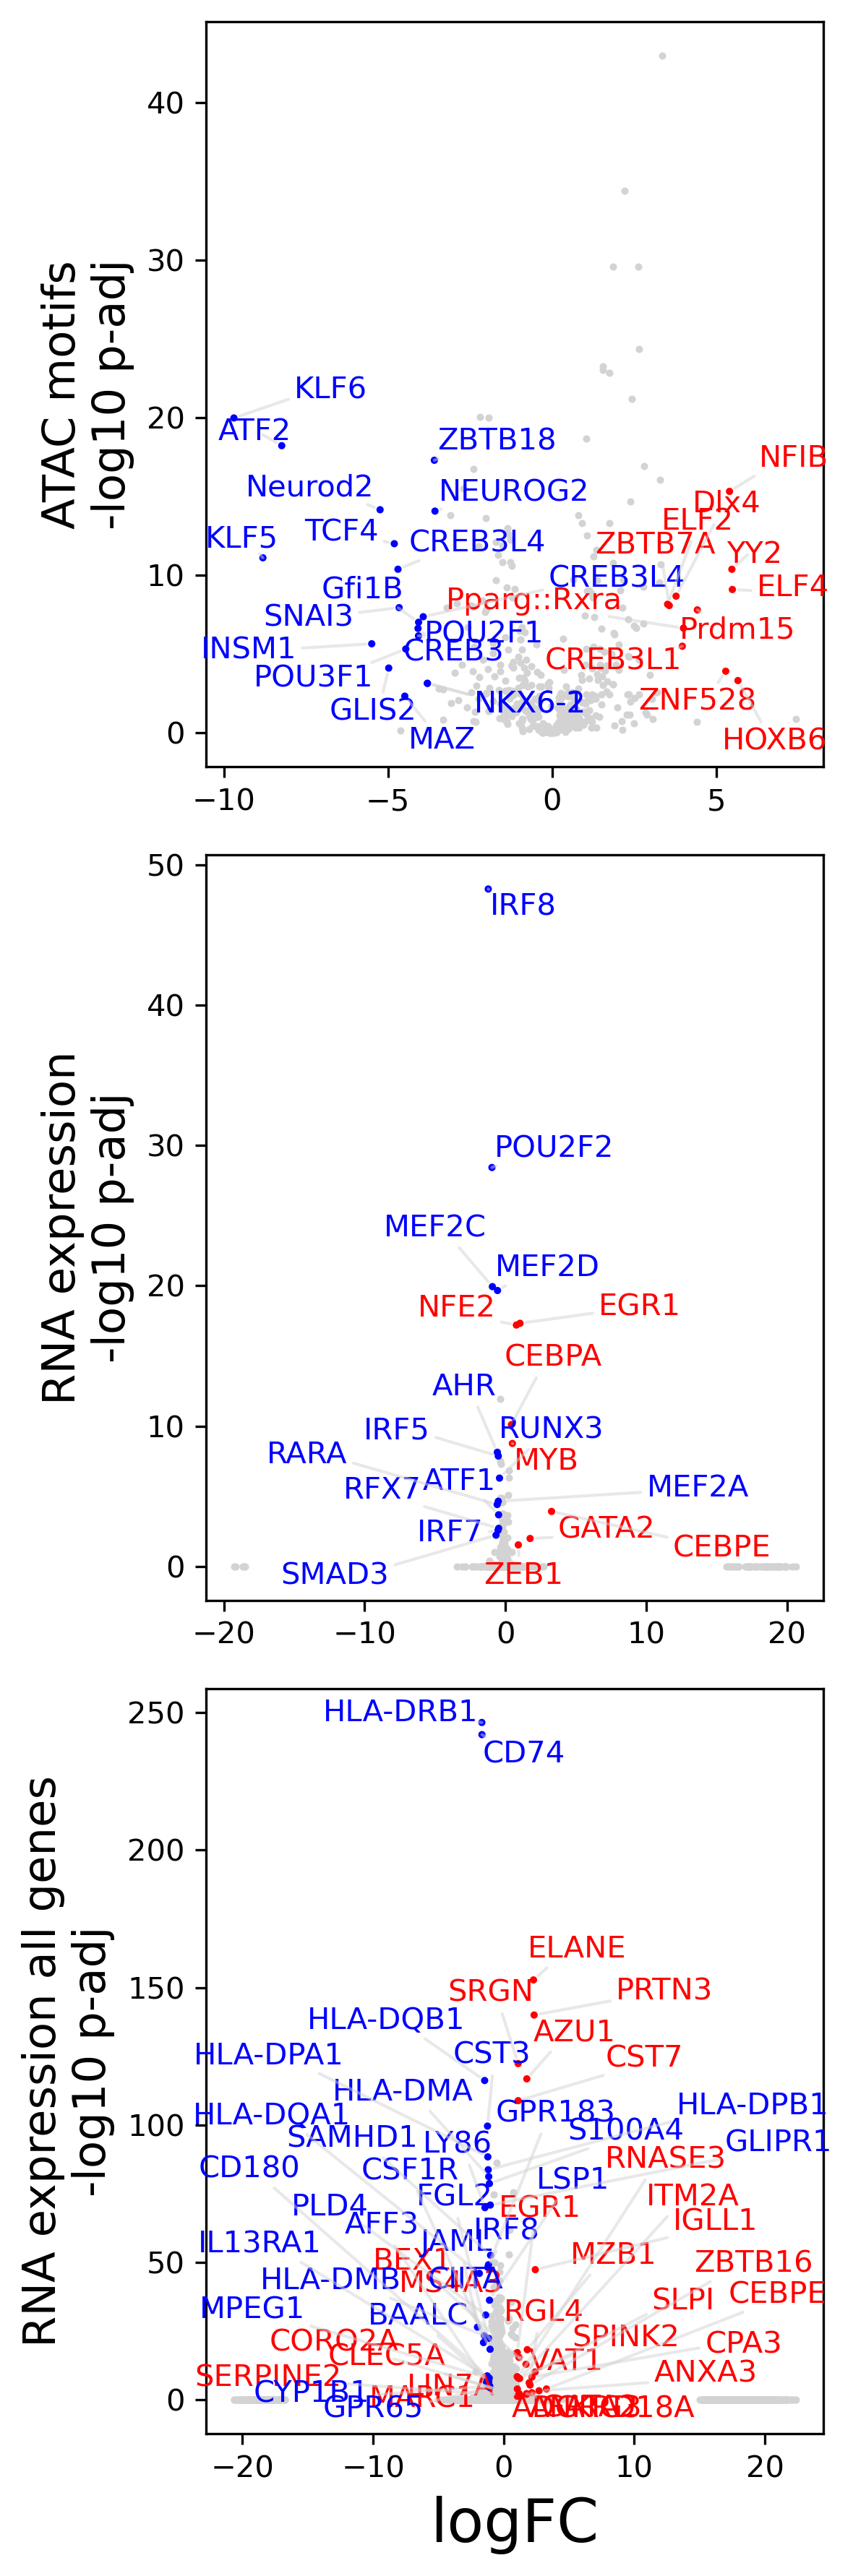 ATAC motifs
-log10 p-adj
40
30
20
10
0
KLF6
ATF2
ZBTB18
NFIB
Neurod2
NEUROG2
Dlx4
ELF2
TCF4
KLF5
CREB3L4
ZBTB7A
YY2
Gfi1B
CREB3L4
ELF4
SNAI3
Pparg::Rxra
POU2F1
Prdm15
INSM1
CREB3
CREB3L1
POU3F1
GLIS2
ZNF528
MAZ
HOXB6
−10
−5
0
5
RNA expression
-log10 p-adj
50
40
30
20
10
0
IRF8
POU2F2
MEF2C
MEF2D
NFE2
EGR1
CEBPA
AHR
IRF5
RUNX3
RARA
MYB
RFX7
ATF1
MEF2A
IRF7
GATA2
CEBPE
SMAD3
ZEB1
−20
−10
0
10
20
RNA expression all genes
-log10 p-adj
250
200
150
100
50
0
HLA-DRB1
CD74
ELANE
SRGN
PRTN3
HLA-DQB1
AZU1
HLA-DPA1
CST3
CST7
HLA-DMA
HLA-DQA1
GPR183
HLA-DPB1
SAMHD1
LY86
S100A4
GLIPR1
CD180
CSF1R
RNASE3
LSP1
PLD4
FGL2
EGR1
ITM2A
AFF3
IRF8
IGLL1
IL13RA1
JAML
BEX1
MZB1
ZBTB16
HLA-DMB
CIITA
MS4A3
SLPI
CEBPE
MPEG1
BAALC
RGL4
CORO2A
CLEC5A
SPINK2
CPA3
VAT1
SERPINE2
ANXA3
CYP1B1
LIN7A
GPR65
MARC1
logFC
−20
−10
0
10
20